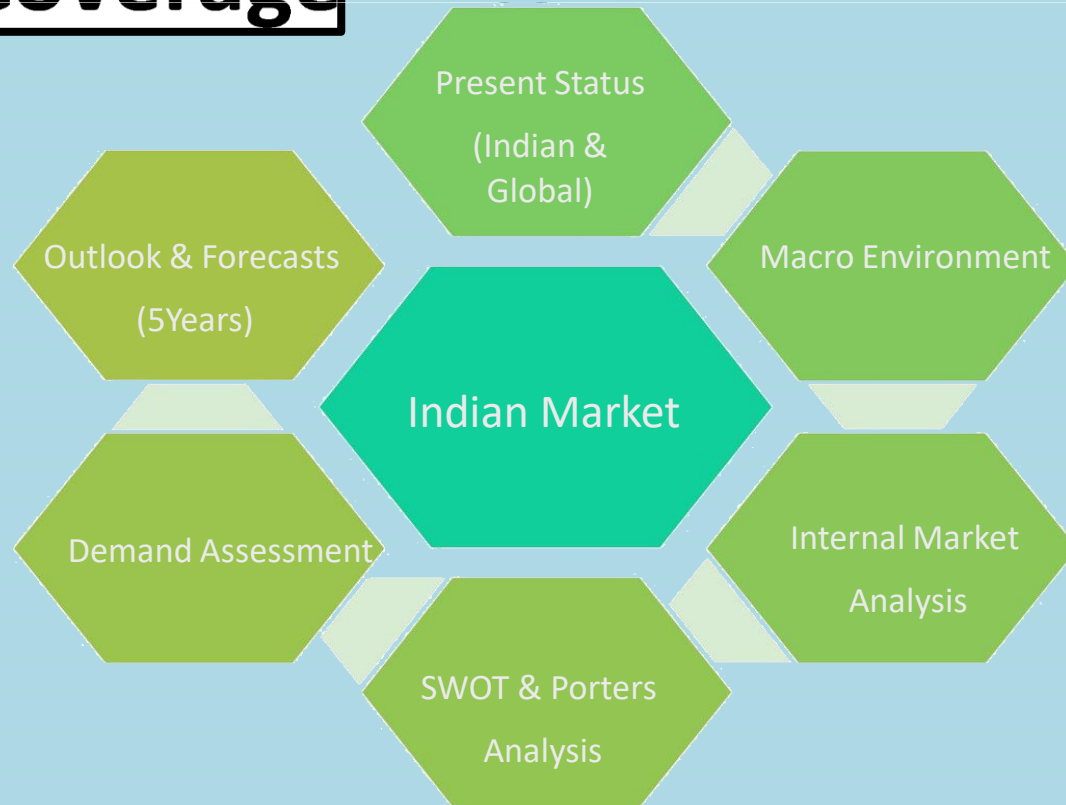 Coverage
Present Status
(Indian &
Global)
Outlook & Forecasts
(5Years)
Macro Environment
Indian Market
Demand Assessment
Internal Market
Analysis
SWOT & Porters
Analysis